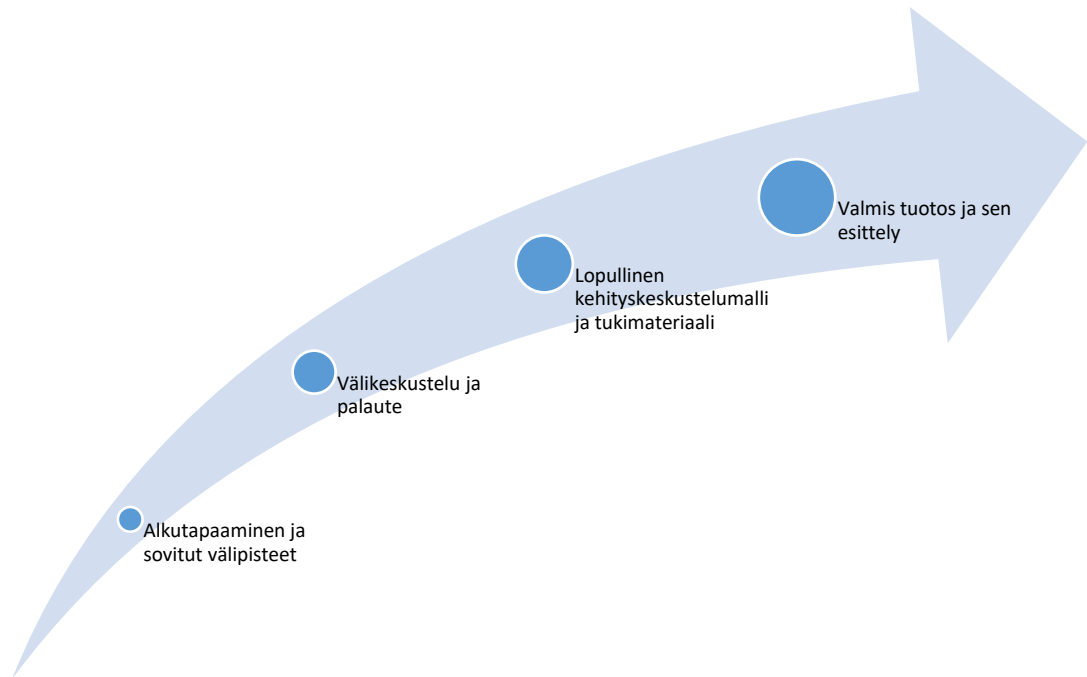 Valmis tuotos ja sen
esittely
Lopullinen
kehityskeskustelumalli
ja tukimateriaali
Välikeskustelu ja
palaute
Alkutapaaminen ja
sovitut välipisteet